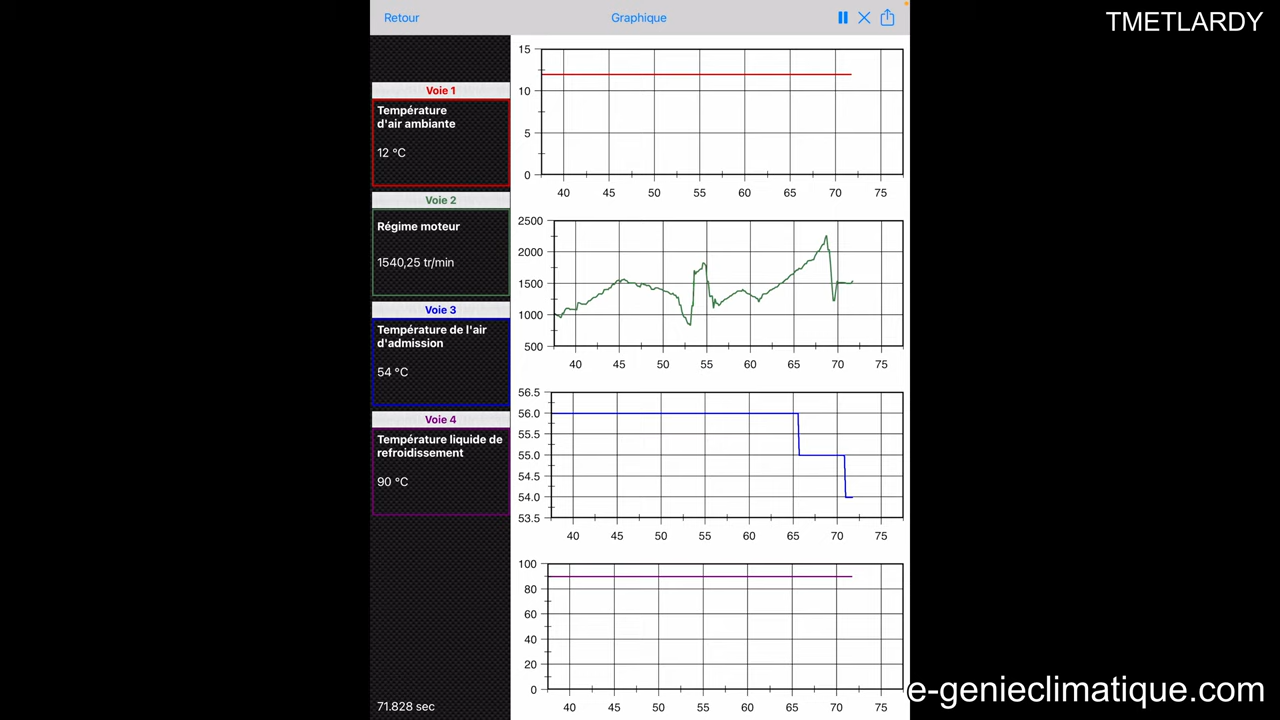 TMETLARDY
Retour
Graphique
Voie 1
Température
d'air ambiante
12 °C
Voie 2
Régime moteur
1540,25 tr/min
Voie 3
Température de l'air
d'admission
54 °C
Voie 4
Température liquide de
refroidissement
90 °C
71.828 sec
15
10
5
0
40 45 50 55 60 65 70 75
2500
2000
1500
1000
500
40 45 50 55 60 65 70 75
56.5
56.0
55.5
55.0
54.5
54.0
53.5
40 45 50 55 60 65 70 75
100
80
60
40
20
0
40 45 50 55 60 65 70 75
e-genieclimatique.com